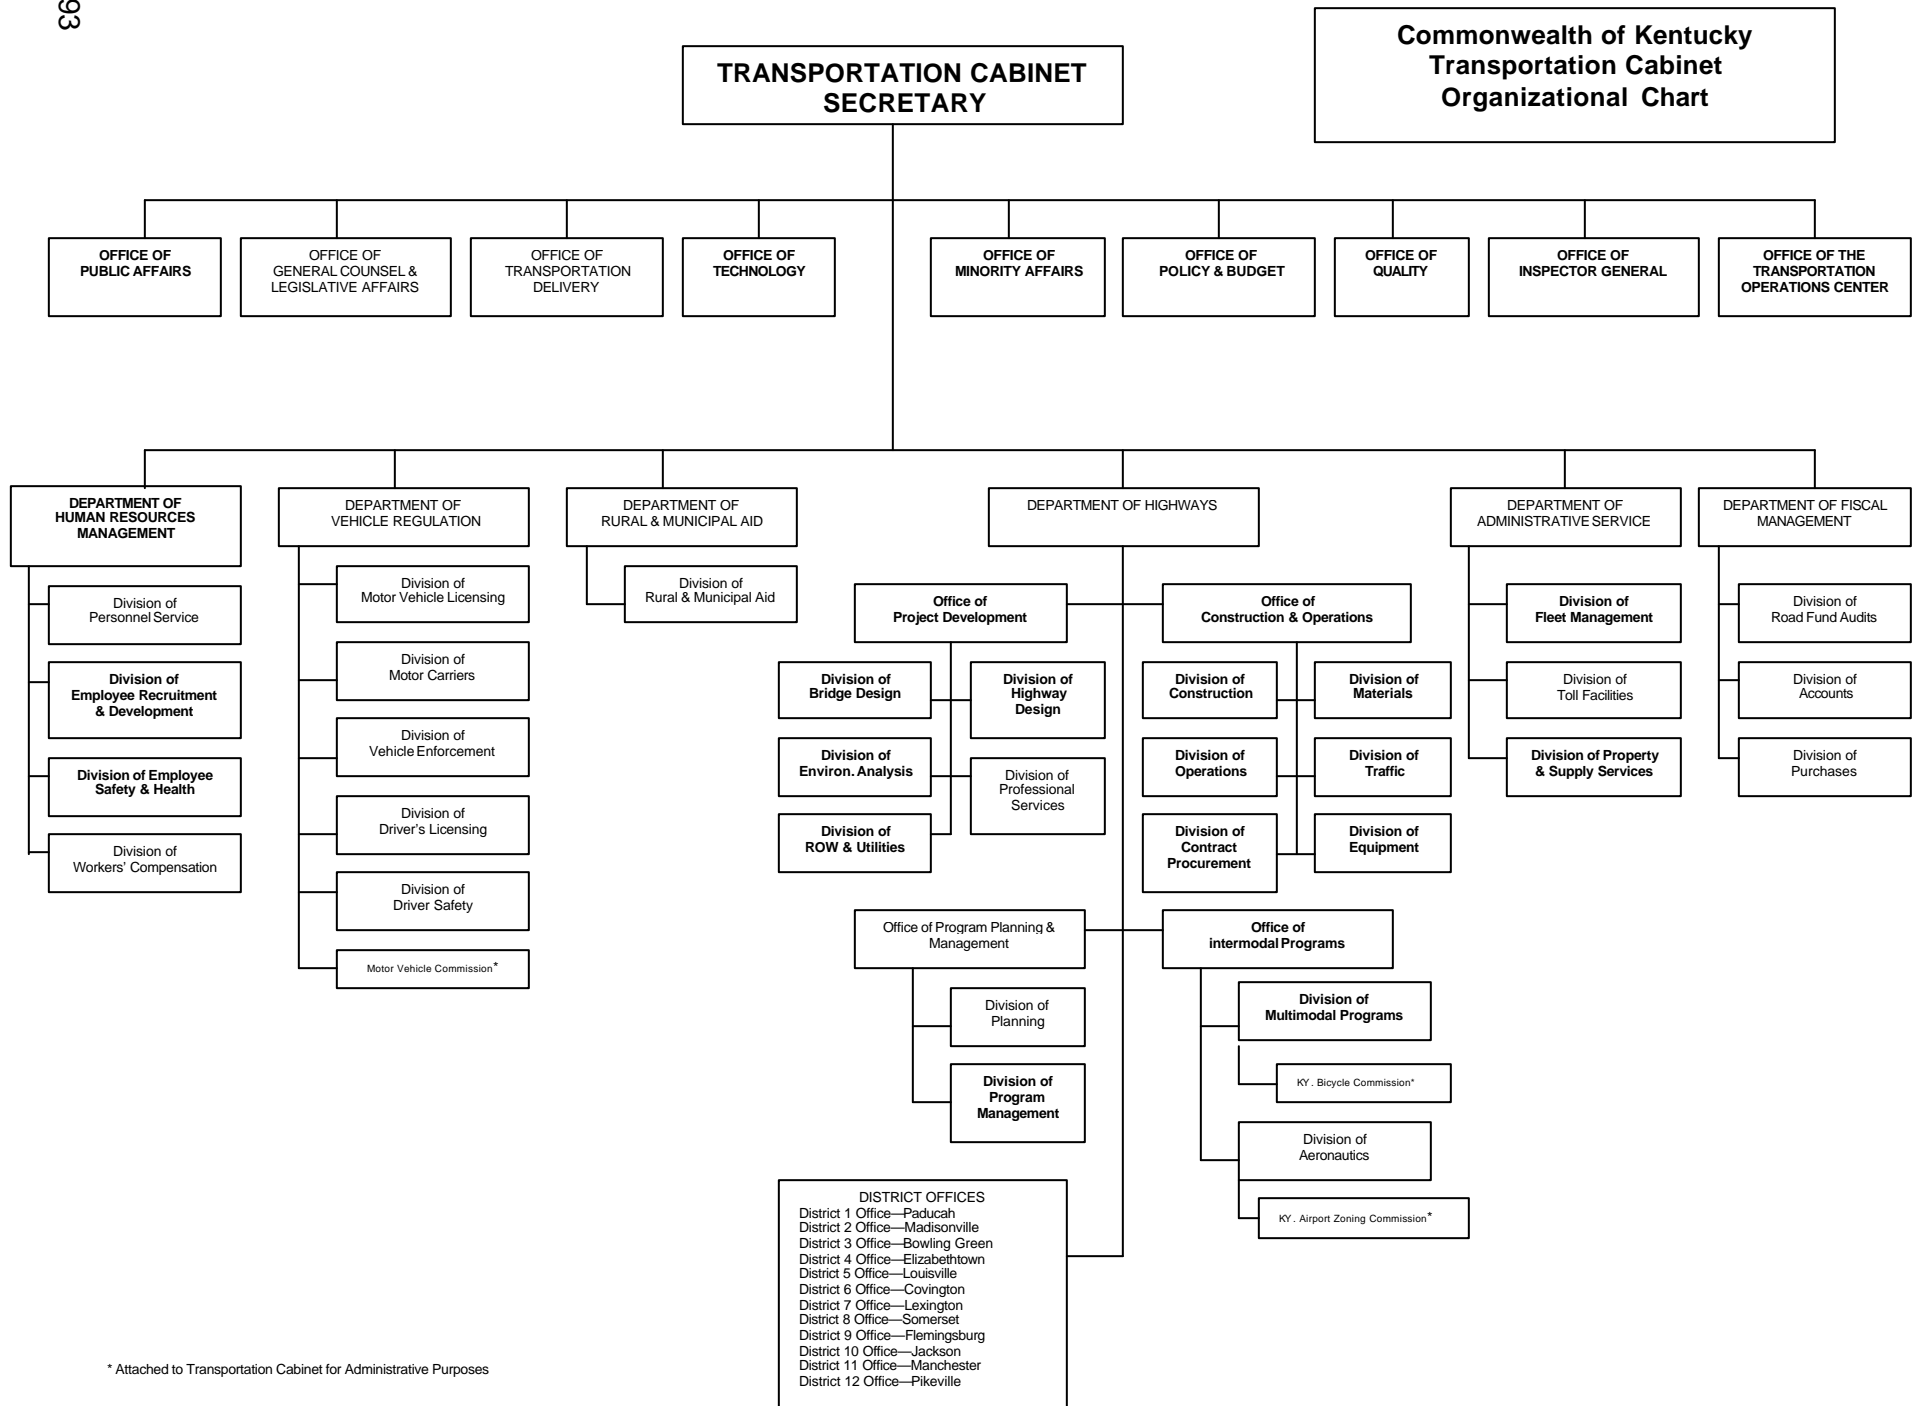 93
Commonwealth of Kentucky
Transportation Cabinet
Organizational Chart
TRANSPORTATION CABINET
SECRETARY
OFFICE OF
PUBLIC AFFAIRS
OFFICE OF
GENERAL COUNSEL &
LEGISLATIVE AFFAIRS
OFFICE OF
TRANSPORTATION
DELIVERY
OFFICE OF
TECHNOLOGY
OFFICE OF
MINORITY AFFAIRS
OFFICE OF
POLICY & BUDGET
OFFICE OF
QUALITY
OFFICE OF
INSPECTOR GENERAL
OFFICE OF THE
TRANSPORTATION
OPERATIONS CENTER
DEPARTMENT OF
HUMAN RESOURCES
MANAGEMENT
Division of
Personnel Service
Division of
Employee Recruitment
& Development
Division of Employee
Safety & Health
Division of
Workers' Compensation
DEPARTMENT OF
VEHICLE REGULATION
Division of
Motor Vehicle Licensing
Division of
Motor Carriers
Division of
Vehicle Enforcement
Division of
Driver's Licensing
Division of
Driver Safety
Motor Vehicle Commission*
DEPARTMENT OF
RURAL & MUNICIPAL AID
Division of
Rural & Municipal Aid
DEPARTMENT OF HIGHWAYS
Office of
Project Development
Division of
Bridge Design
Division of
Highway
Design
Division of
Environ. Analysis
Division of
Professional
Services
Division of
ROW & Utilities
Office of
Construction & Operations
Division of
Construction
Division of
Materials
Division of
Operations
Division of
Traffic
Division of
Contract
Procurement
Division of
Equipment
Office of Program Planning &
Management
Division of
Planning
Division of
Program
Management
Office of
intermodal Programs
Division of
Multimodal Programs
KY. Bicycle Commission*
Division of
Aeronautics
KY. Airport Zoning Commission*
DISTRICT OFFICES
District 1 Office—Paducah
District 2 Office—Madisonville
District 3 Office—Bowling Green
District 4 Office—Elizabethtown
District 5 Office—Louisville
District 6 Office—Covington
District 7 Office—Lexington
District 8 Office—Somerset
District 9 Office—Flemingsburg
District 10 Office—Jackson
District 11 Office—Manchester
District 12 Office—Pikeville
DEPARTMENT OF
ADMINISTRATIVE SERVICE
Division of
Fleet Management
Division of
Toll Facilities
Division of Property
& Supply Services
DEPARTMENT OF FISCAL
MANAGEMENT
Division of
Road Fund Audits
Division of
Accounts
Division of
Purchases
* Attached to Transportation Cabinet for Administrative Purposes